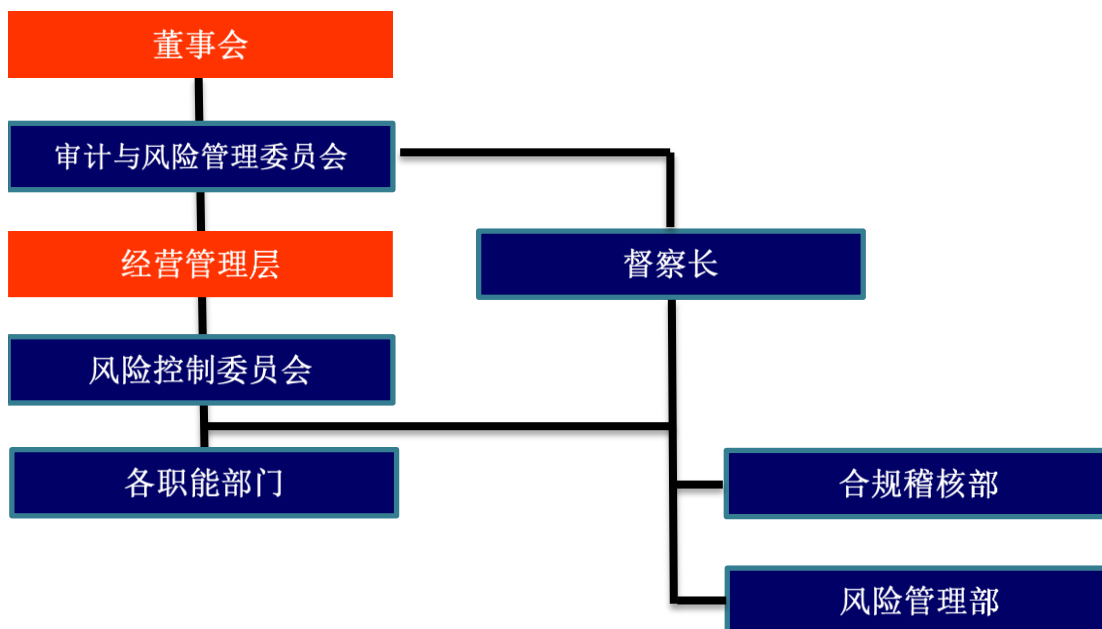 董事会
审计与风险管理委员会
经营管理层
督察长
风险控制委员会
各职能部门
合规稽核部
风险管理部